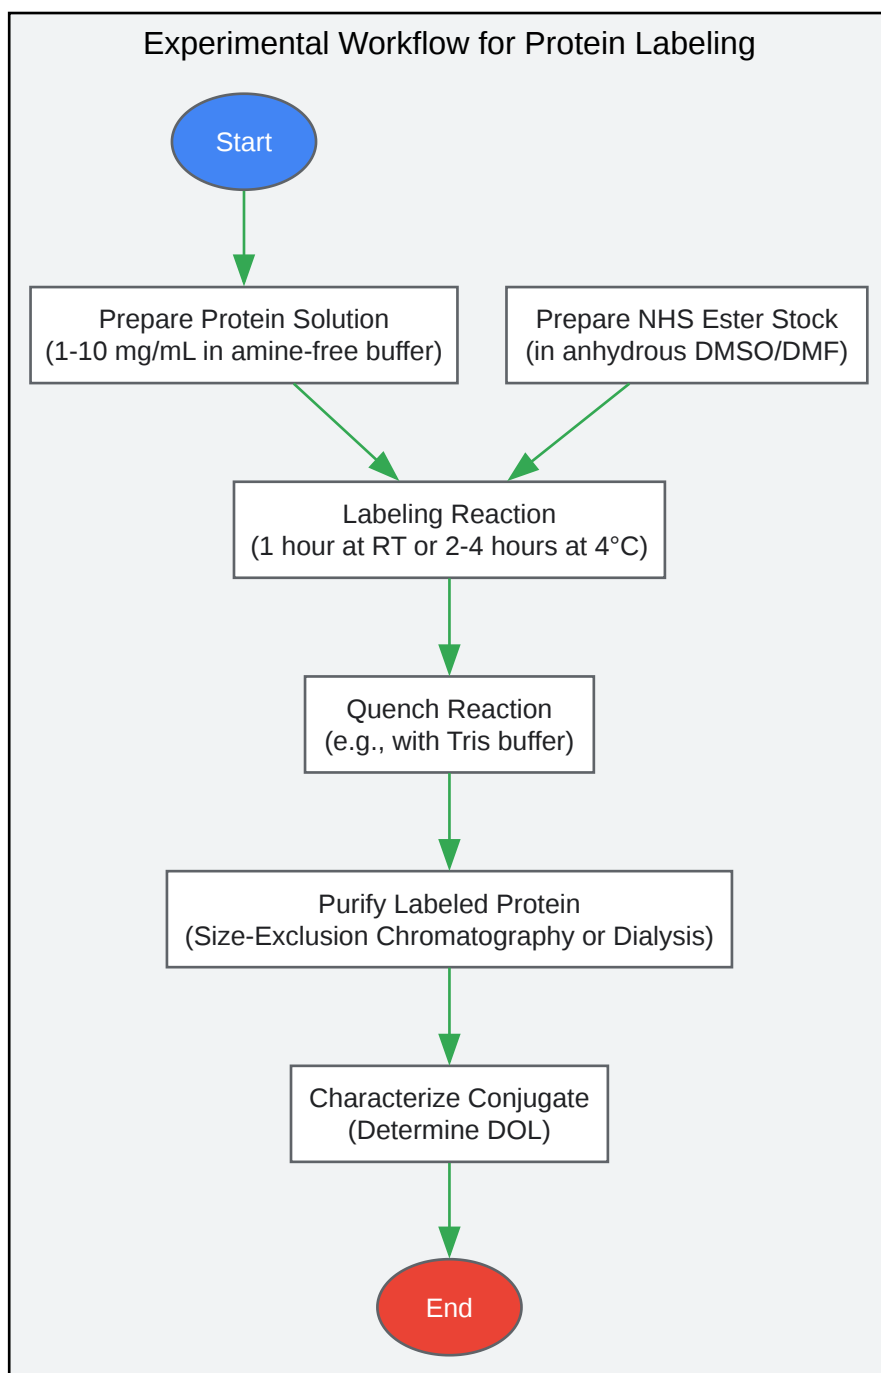 Experimental Workflow for Protein Labeling
Start
Prepare Protein Solution
(1-10 mg/mL in amine-free buffer)
Prepare NHS Ester Stock
(in anhydrous DMSO/DMF)
Labeling Reaction
(1 hour at RT or 2-4 hours at 4°C)
Quench Reaction
(e.g., with Tris buffer)
Purify Labeled Protein
(Size-Exclusion Chromatography or Dialysis)
Characterize Conjugate
(Determine DOL)
End